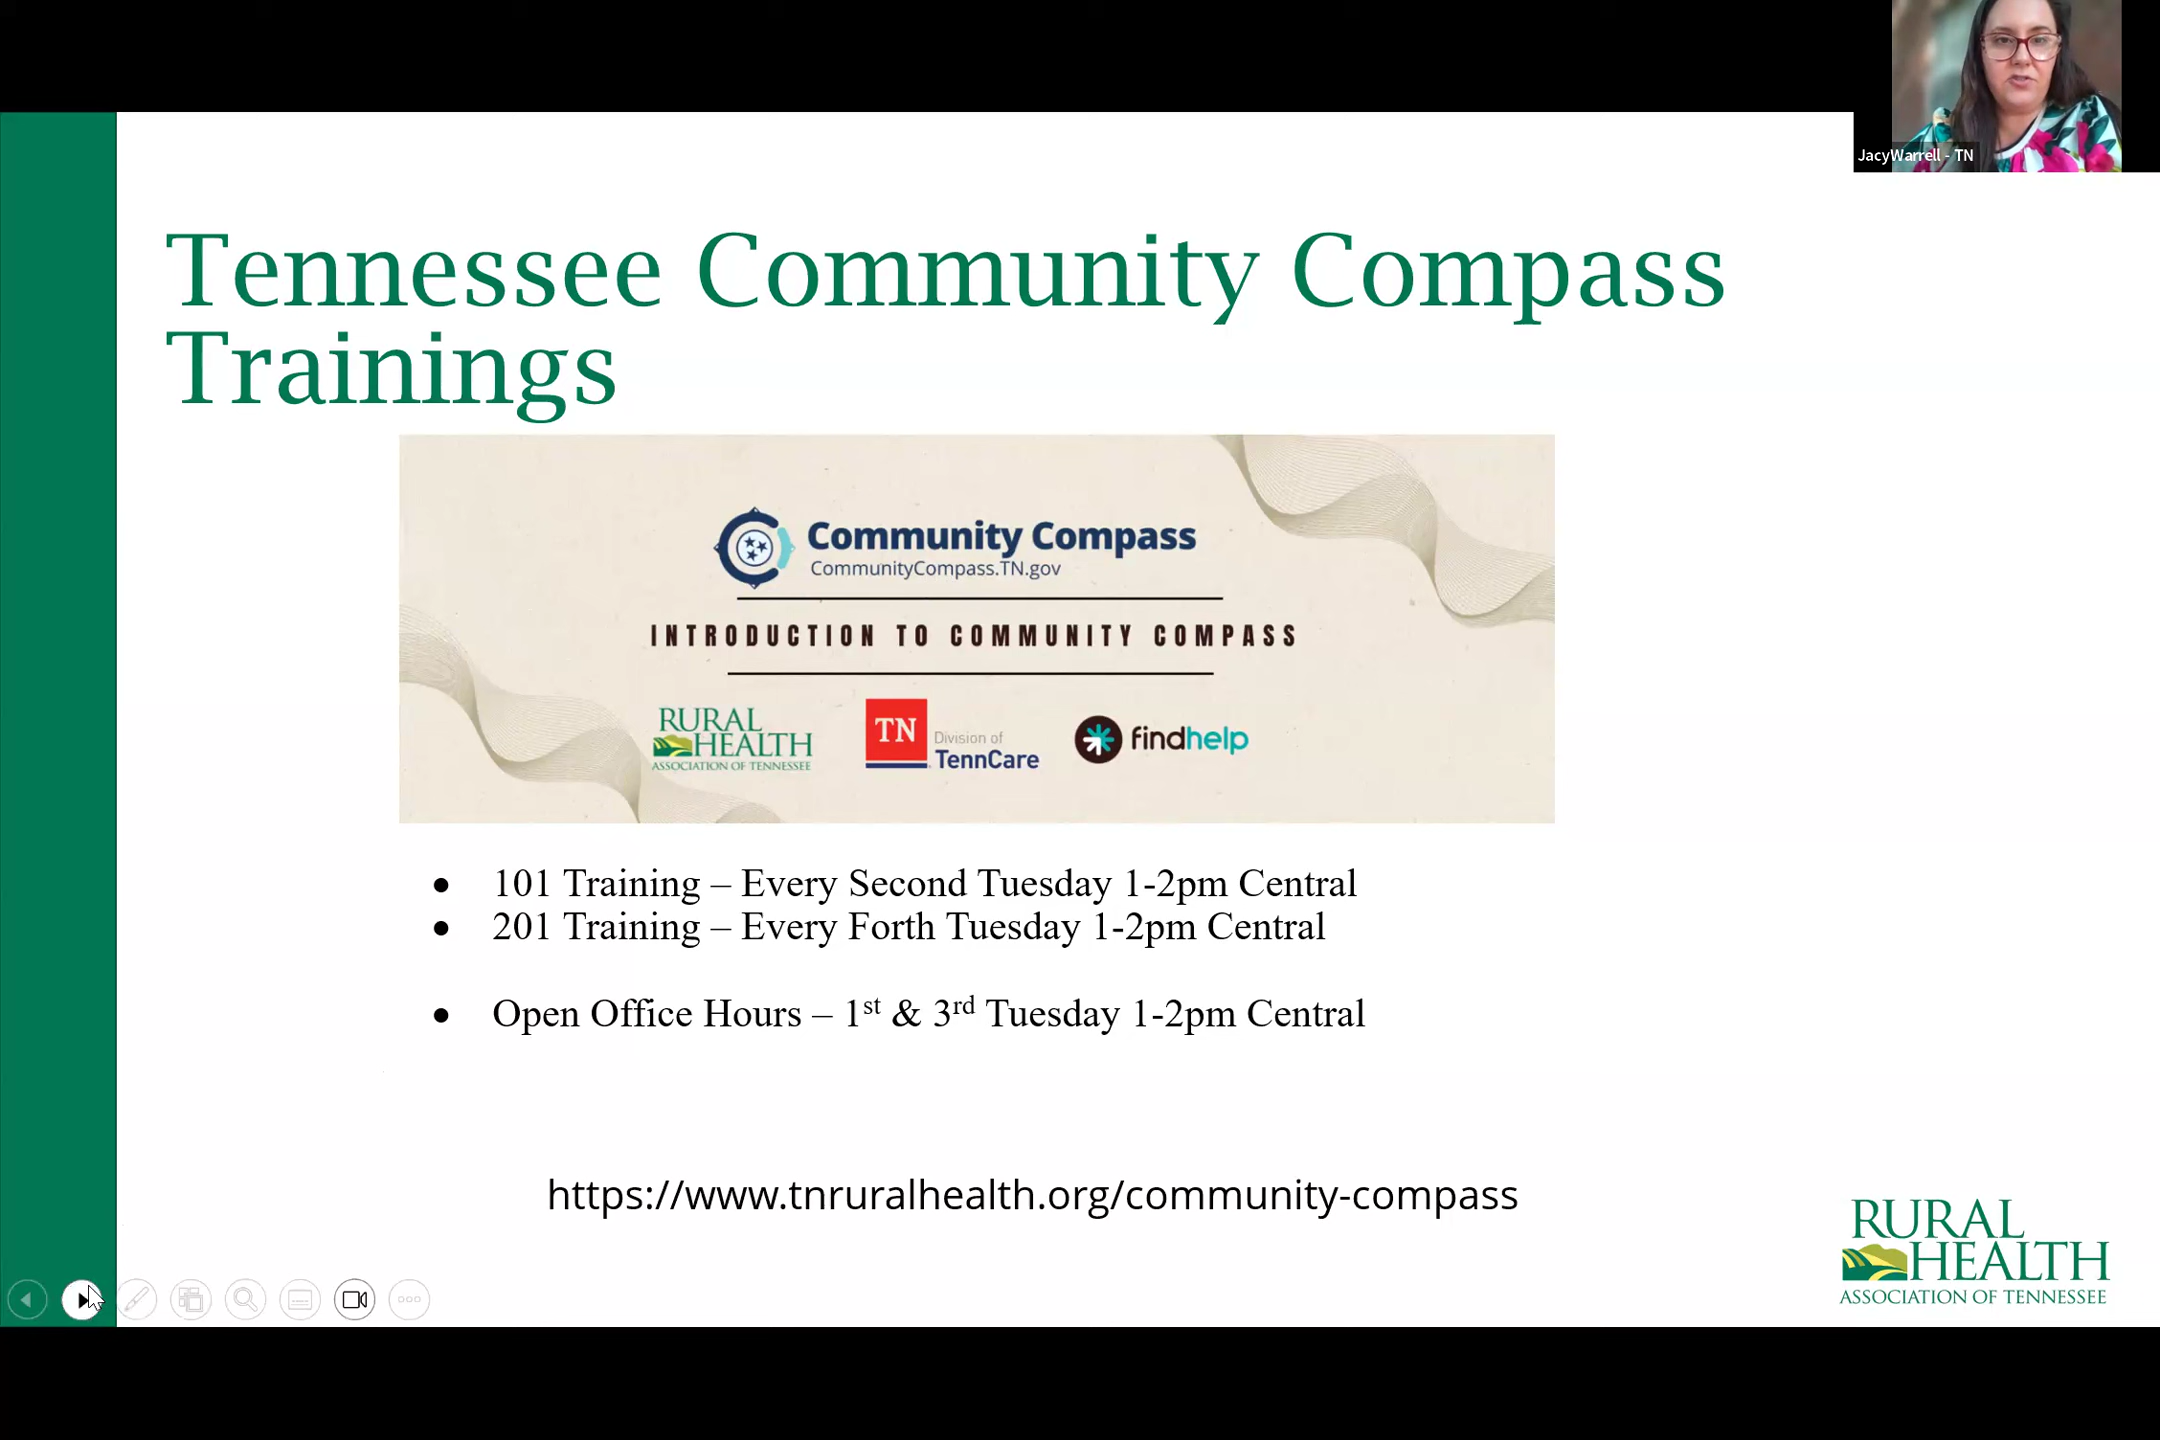 JacyWarrell - TN
Tennessee Community Compass
Trainings
Community Compass
CommunityCompass.TN.gov
INTRODUCTION TO COMMUNITY COMPASS
RURAL
HEALTH
ASSOCIATION OF TENNESSEE
TN
Division of
TennCare
findhelp
• 101 Training – Every Second Tuesday 1-2pm Central
• 201 Training – Every Forth Tuesday 1-2pm Central
• Open Office Hours – 1st & 3rd Tuesday 1-2pm Central
https://www.tnruralhealth.org/community-compass
RURAL
HEALTH
ASSOCIATION OF TENNESSEE